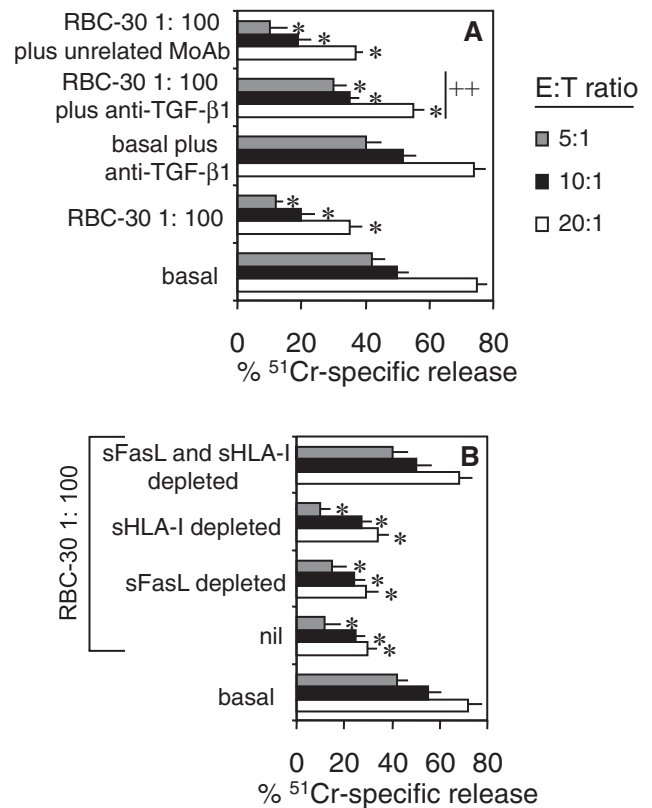 A
RBC-30 1: 100
plus unrelated MoAb
*
*
*
RBC-30 1: 100
plus anti-TGF-β1
*
*
*
++
basal plus
anti-TGF-β1
RBC-30 1: 100
*
*
*
basal
0 20 40 60 80
% ⁵¹Cr-specific release
E:T ratio
5:1
10:1
20:1
B
RBC-30 1: 100
sFasL and sHLA-I
depleted
sHLA-I depleted
*
*
*
sFasL depleted
*
*
*
nil
*
*
*
basal
0 20 40 60 80
% ⁵¹Cr-specific release